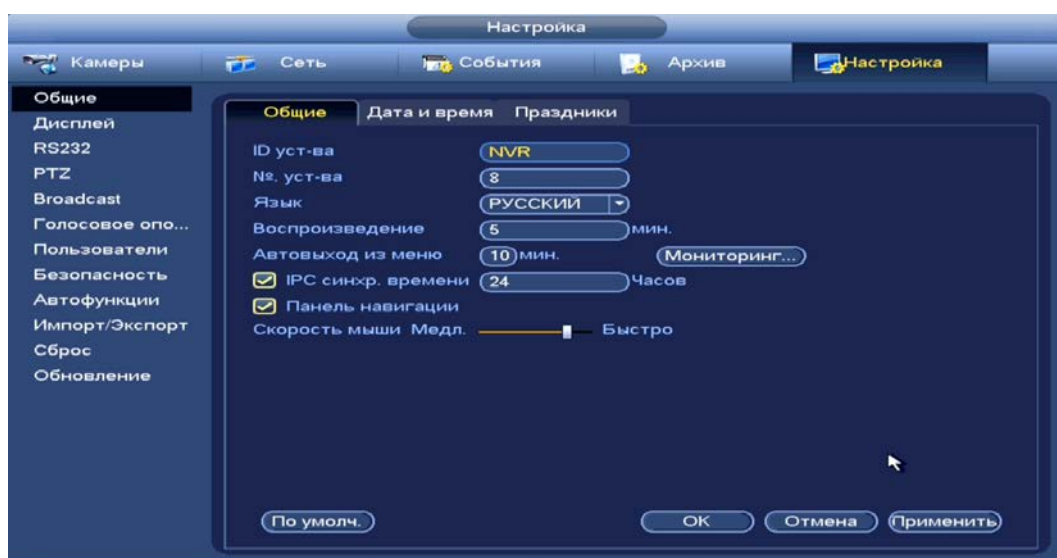 Настройка
Камеры Сеть События Архив Настройка
Общие
Дисплей
RS232
PTZ
Broadcast
Голосовое опо...
Пользователи
Безопасность
Автофункции
Импорт/Экспорт
Сброс
Обновление
Общие Дата и время Праздники
ID уст-ва NVR
№. уст-ва 8
Язык РУССКИЙ
Воспроизведение 5 мин.
Автовыход из меню 10 мин. Мониторинг...
IPC синхр. времени 24 Часов
Панель навигации
Скорость мыши Медл. Быстро
По умолч. OK Отмена Применить